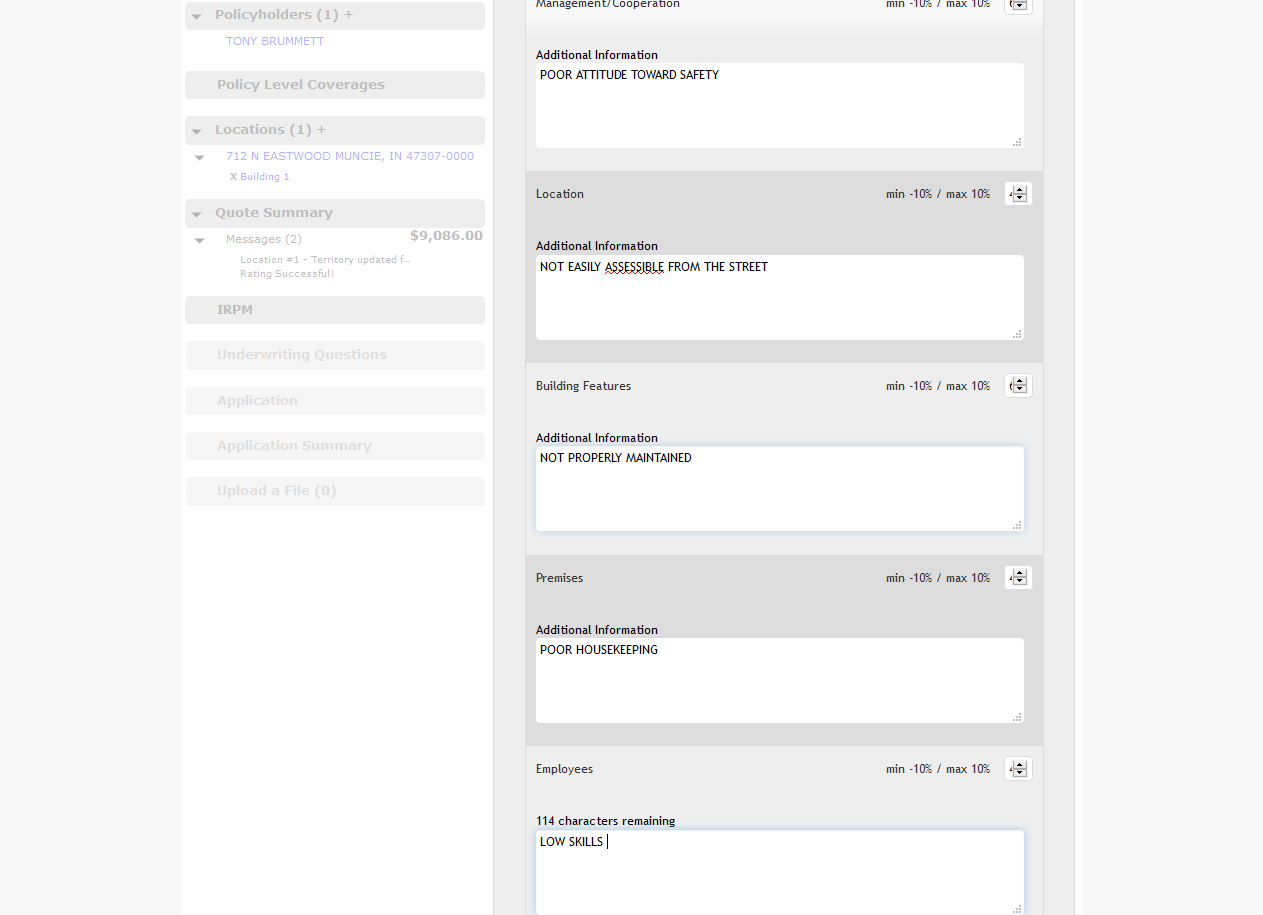 Policyholders (1) +
TONY BRUMMETT
Policy Level Coverages
Locations (1) +
712 N EASTWOOD MUNCIE, IN 47307-0000
X Building 1
Quote Summary
Messages (2)
$9,086.00
Location #1 - Territory updated f...
Rating Successful!
IRPM
Underwriting Questions
Application
Application Summary
Upload a File (0)
Management/Cooperation min -10% / max 10%
Additional Information
POOR ATTITUDE TOWARD SAFETY
Location min -10% / max 10%
Additional Information
NOT EASILY ASSESSIBLE FROM THE STREET
Building Features min -10% / max 10%
Additional Information
NOT PROPERLY MAINTAINED
Premises min -10% / max 10%
Additional Information
POOR HOUSEKEEPING
Employees min -10% / max 10%
114 characters remaining
LOW SKILLS